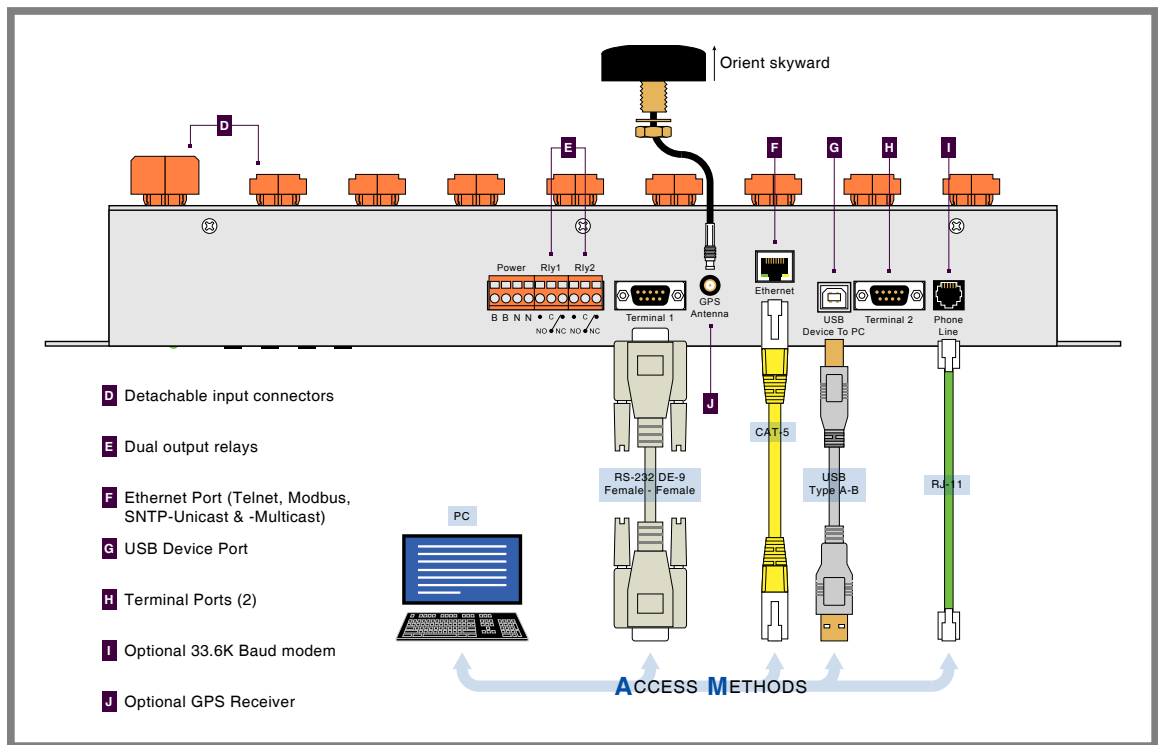 Orient skyward
D
E
F
G
H
I
Power
Rly1
Rly2
B B N N
C
NO
NC
C
NO
NC
Terminal 1
GPS
Antenna
Ethernet
USB
Device To PC
Terminal 2
Phone
Line
J
D Detachable input connectors
E Dual output relays
F Ethernet Port (Telnet, Modbus,
SNTP-Unicast & -Multicast)
G USB Device Port
H Terminal Ports (2)
I Optional 33.6K Baud modem
J Optional GPS Receiver
PC
RS-232 DE-9
Female - Female
CAT-5
USB
Type A-B
RJ-11
ACCESS METHODS